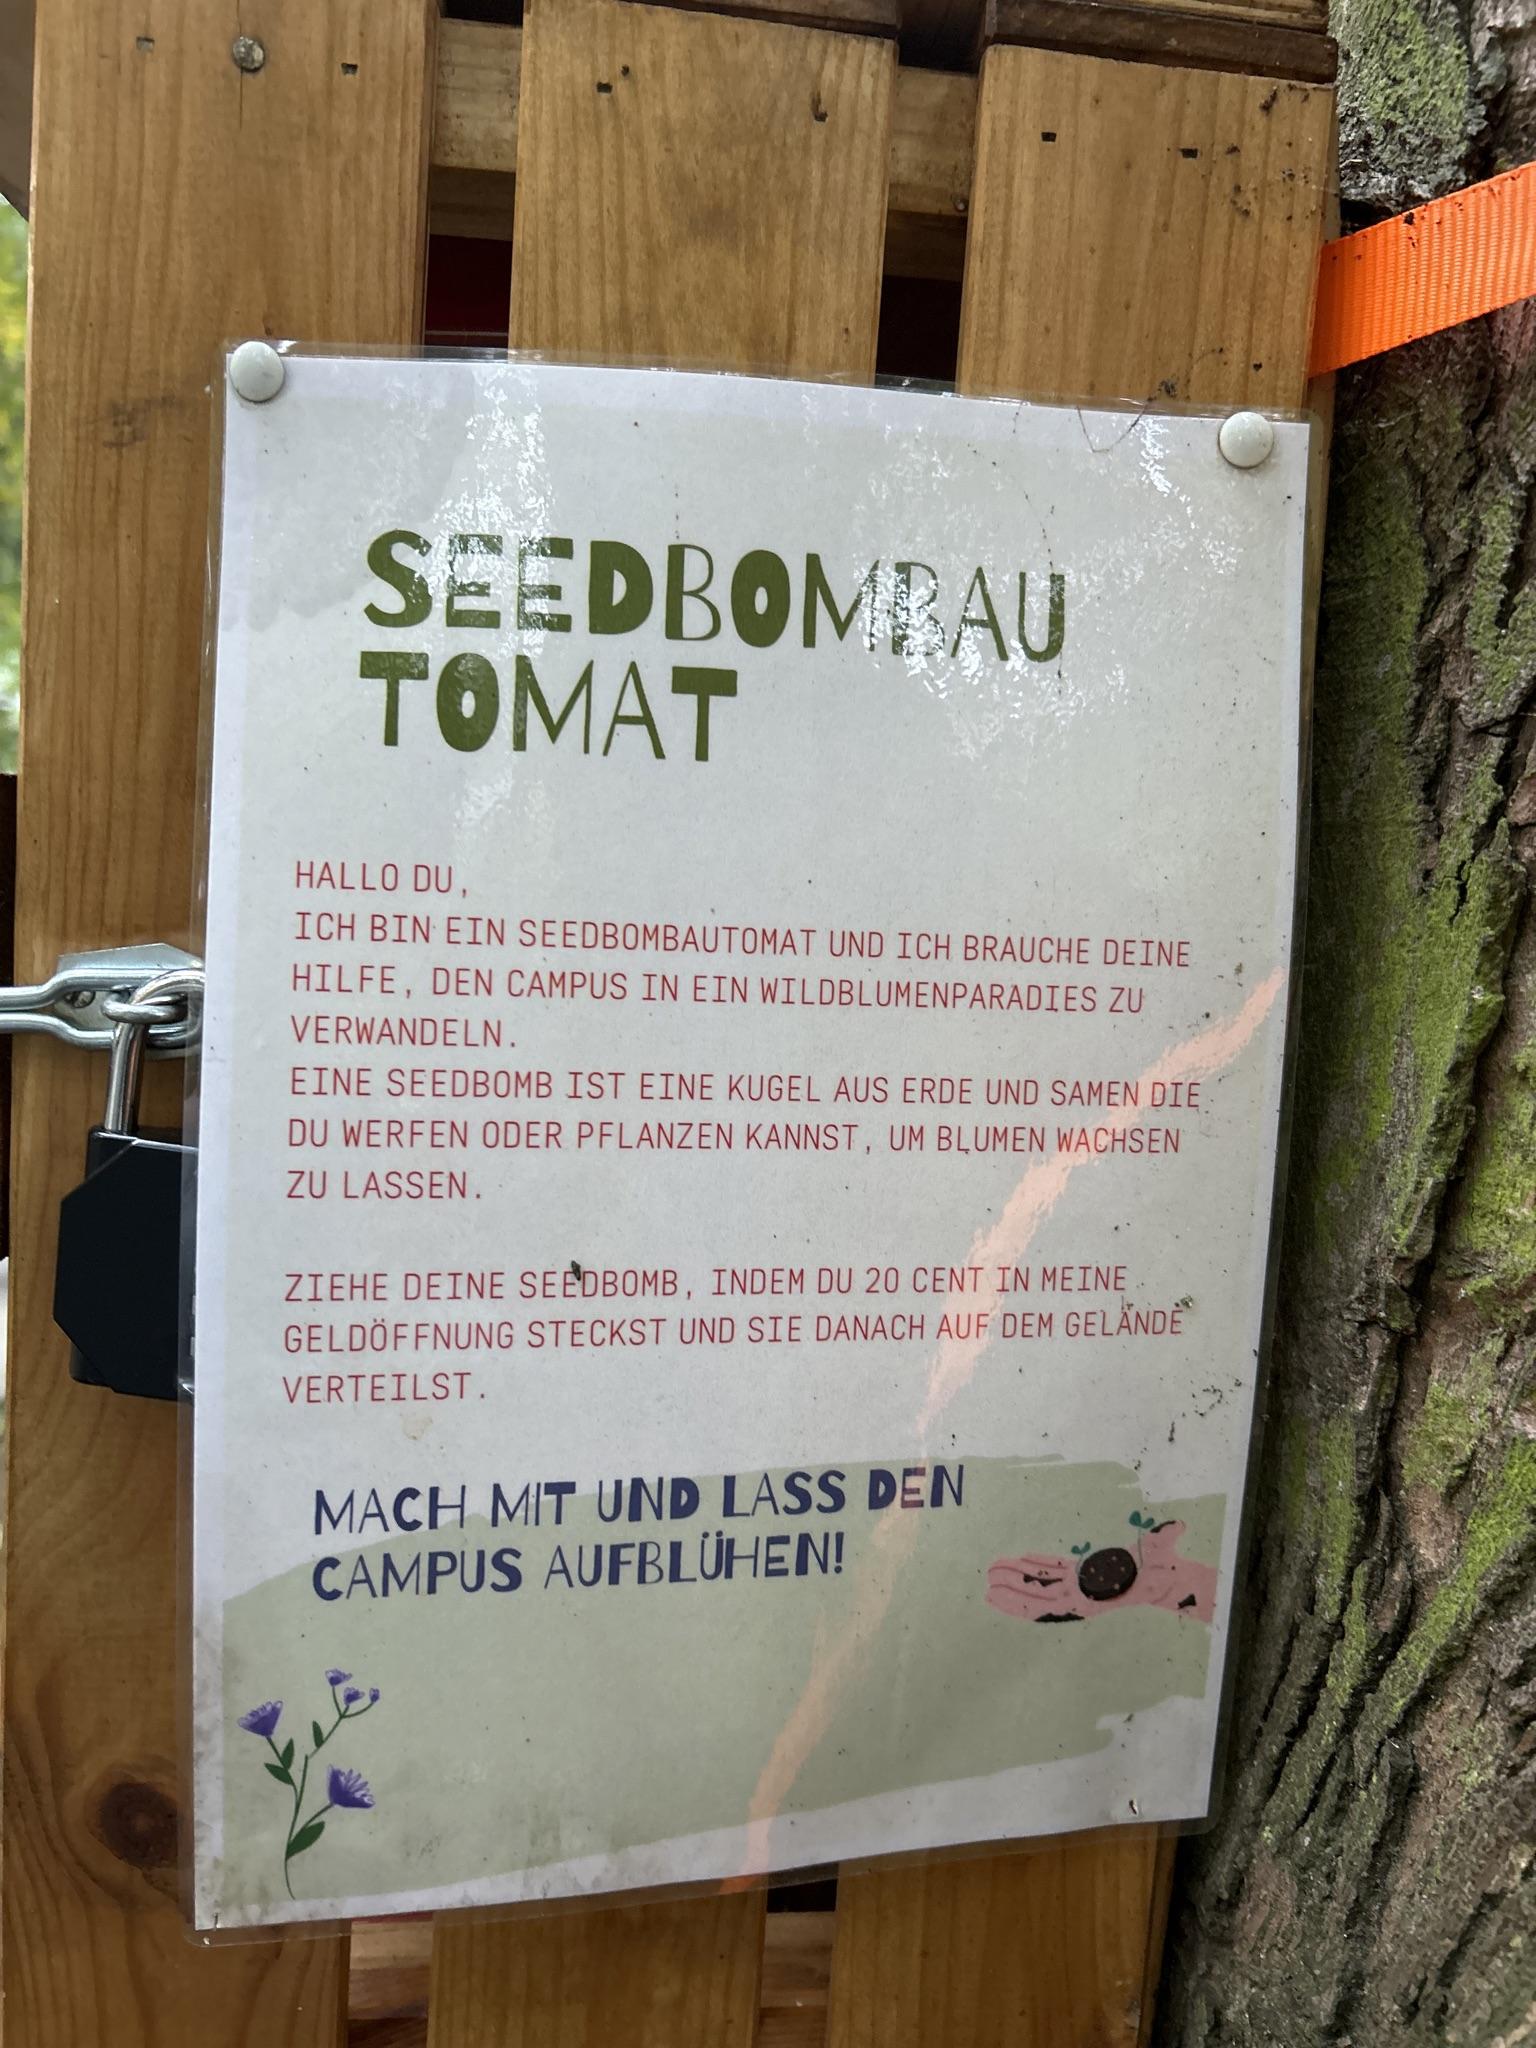 SEEDBOMBAU
TOMAT
HALLO DU,
ICH BIN EIN SEEDBOMBAUTOMAT UND ICH BRAUCHE DEINE
HILFE, DEN CAMPUS IN EIN WILDBLUMENPARADIES ZU
VERWANDELN.
EINE SEEDBOMB IST EINE KUGEL AUS ERDE UND SAMEN DIE
DU WERFEN ODER PFLANZEN KANNST, UM BLUMEN WACHSEN
ZU LASSEN.
ZIEHE DEINE SEEDBOMB, INDEM DU 20 CENT IN MEINE
GELDÖFFNUNG STECKST UND SIE DANACH AUF DEM GELÄNDE
VERTEILST.
MACH MIT UND LASS DEN
CAMPUS AUFBLÜHEN!